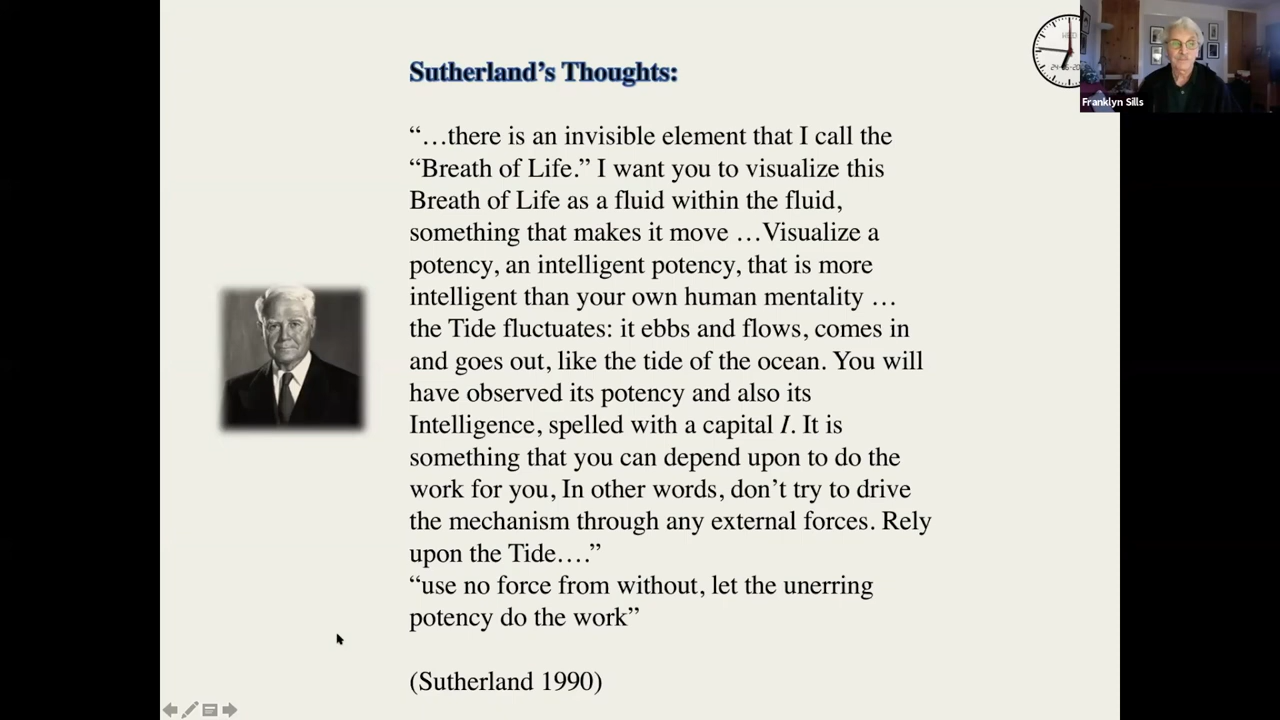 Sutherland’s Thoughts:
“…there is an invisible element that I call the
“Breath of Life.” I want you to visualize this
Breath of Life as a fluid within the fluid,
something that makes it move …Visualize a
potency, an intelligent potency, that is more
intelligent than your own human mentality …
the Tide fluctuates: it ebbs and flows, comes in
and goes out, like the tide of the ocean. You will
have observed its potency and also its
Intelligence, spelled with a capital I. It is
something that you can depend upon to do the
work for you, In other words, don’t try to drive
the mechanism through any external forces. Rely
upon the Tide….”
“use no force from without, let the unerring
potency do the work”
(Sutherland 1990)
WED
Franklyn Sills